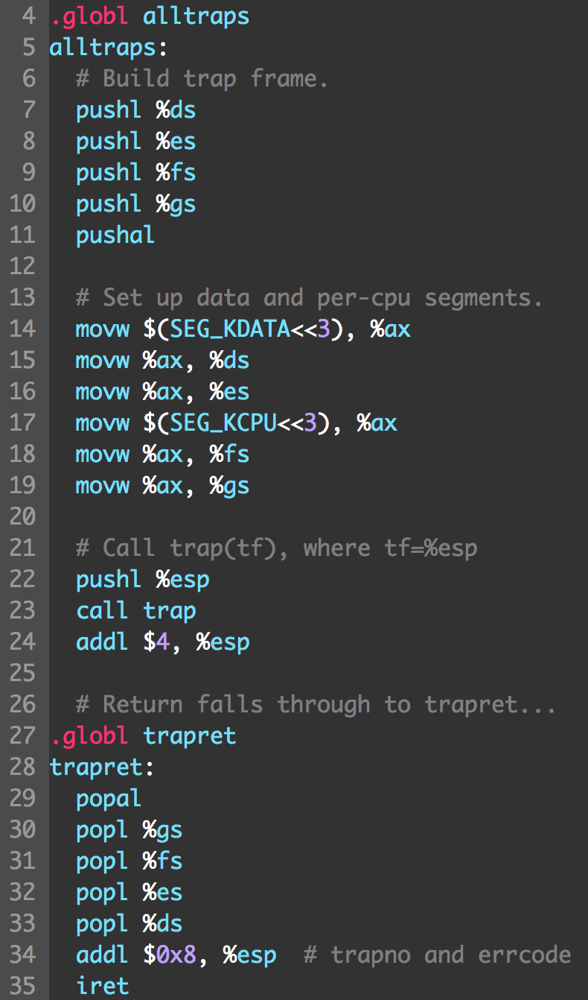 4 .globl alltraps
5 alltraps:
6 # Build trap frame.
7 pushl %ds
8 pushl %es
9 pushl %fs
10 pushl %gs
11 pushal
12
13 # Set up data and per-cpu segments.
14 movw $(SEG_KDATA<<3), %ax
15 movw %ax, %ds
16 movw %ax, %es
17 movw $(SEG_KCPU<<3), %ax
18 movw %ax, %fs
19 movw %ax, %gs
20
21 # Call trap(tf), where tf=%esp
22 pushl %esp
23 call trap
24 addl $4, %esp
25
26 # Return falls through to trapret...
27 .globl trapret
28 trapret:
29 popal
30 popl %gs
31 popl %fs
32 popl %es
33 popl %ds
34 addl $0x8, %esp # trapno and errcode
35 iret